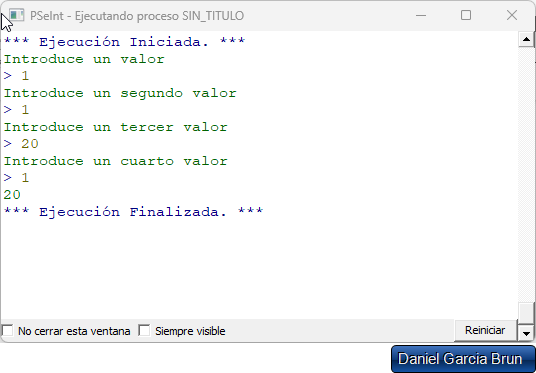 PSeInt - Ejecutando proceso SIN_TITULO
*** Ejecución Iniciada. ***
Introduce un valor
> 1
Introduce un segundo valor
> 1
Introduce un tercer valor
> 20
Introduce un cuarto valor
> 1
20
*** Ejecución Finalizada. ***
No cerrar esta ventana Siempre visible Reiniciar
Daniel Garcia Brun